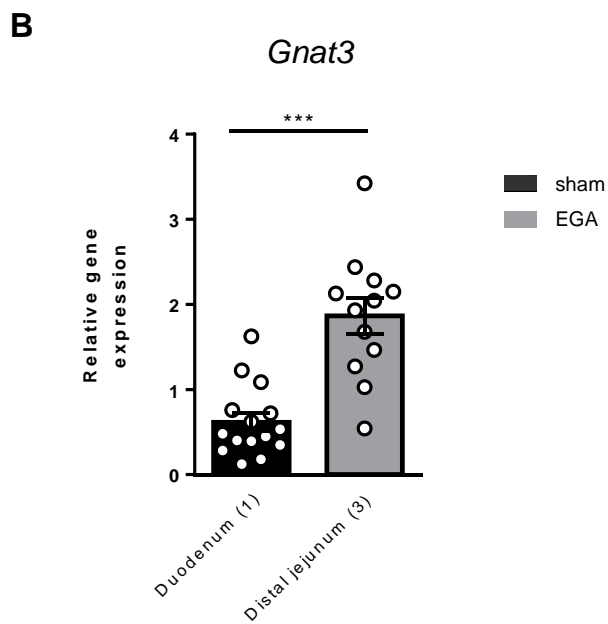 B
Gnat3
***
4
3
2
1
0
Relative gene
expression
sham
EGA
Duodenum (1)
Distal jejunum (3)